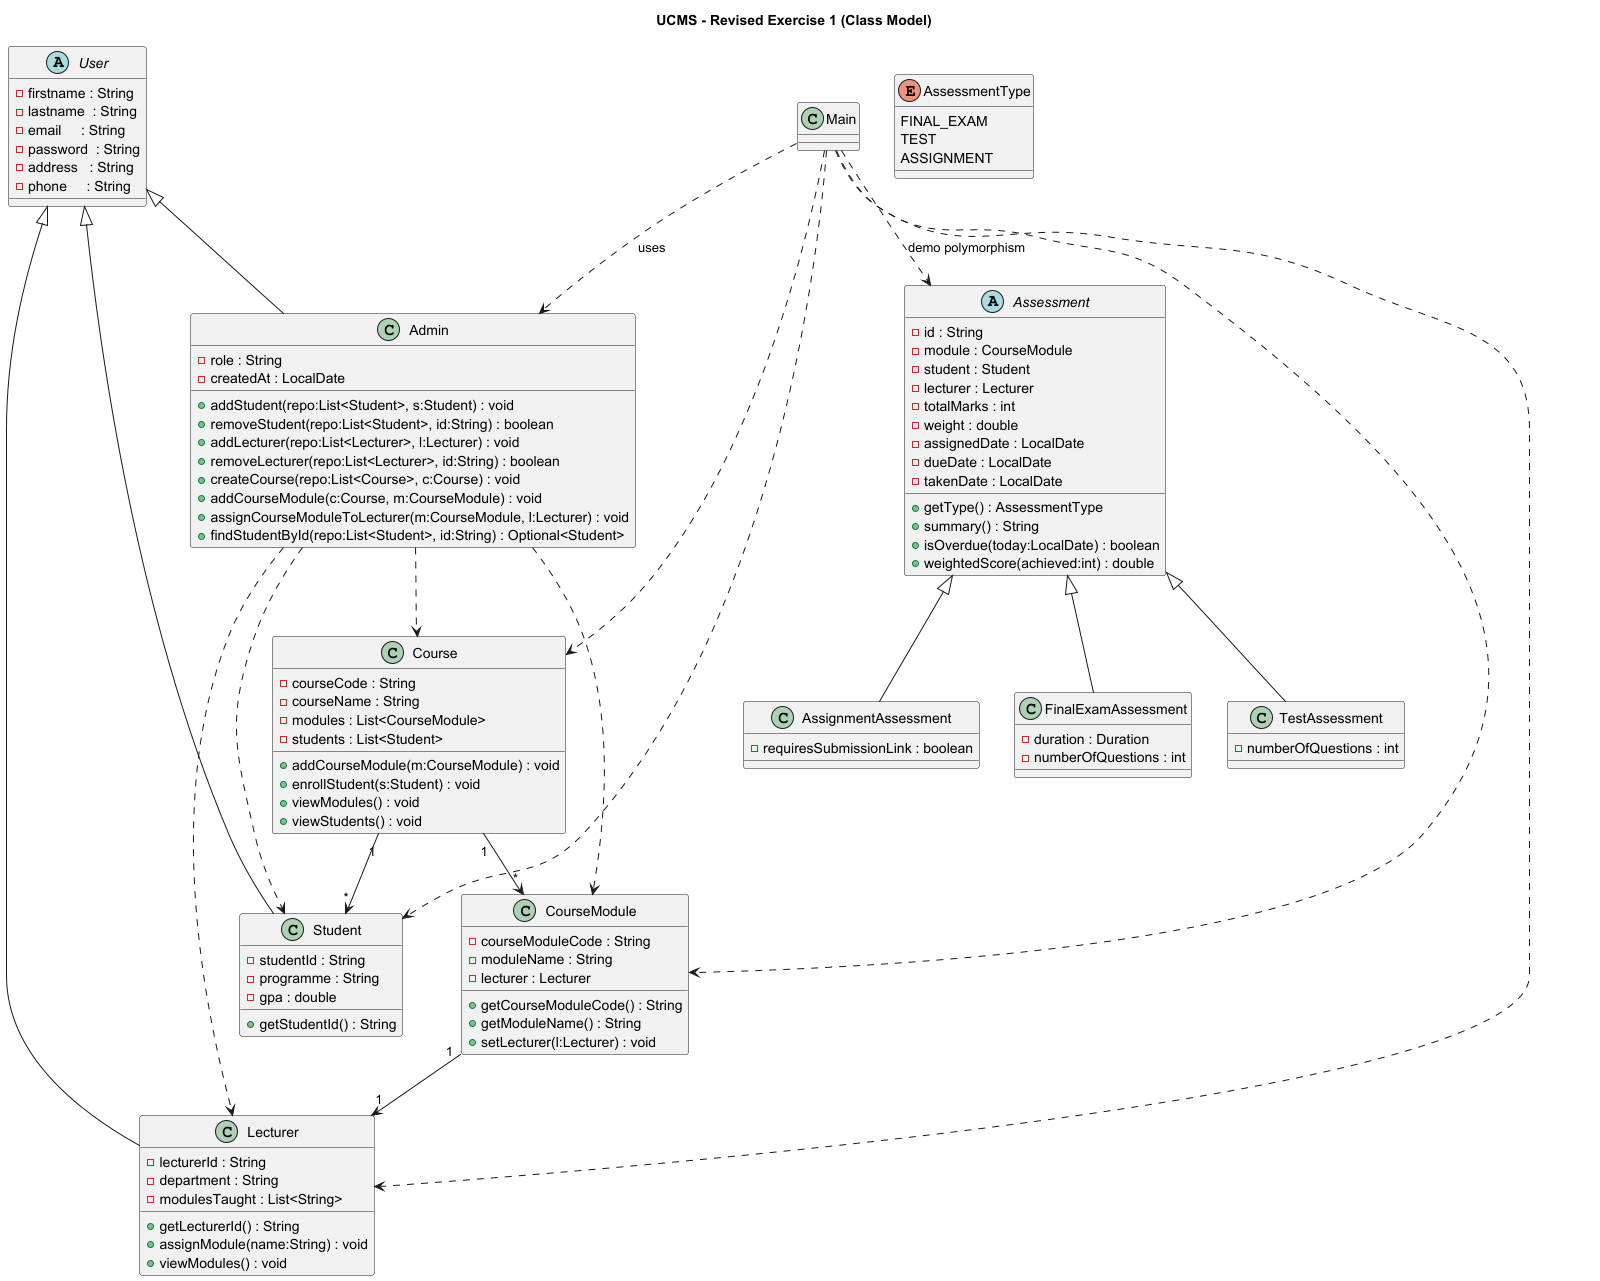 UCMS - Revised Exercise 1 (Class Model)
A User
firstname : String
lastname : String
email : String
password : String
address : String
phone : String
C Main
E AssessmentType
FINAL_EXAM
TEST
ASSIGNMENT
uses
demo polymorphism
C Admin
role : String
createdAt : LocalDate
addStudent(repo:List<Student>, s:Student) : void
removeStudent(repo:List<Student>, id:String) : boolean
addLecturer(repo:List<Lecturer>, l:Lecturer) : void
removeLecturer(repo:List<Lecturer>, id:String) : boolean
createCourse(repo:List<Course>, c:Course) : void
addCourseModule(c:Course, m:CourseModule) : void
assignCourseModuleToLecturer(m:CourseModule, l:Lecturer) : void
findStudentById(repo:List<Student>, id:String) : Optional<Student>
A Assessment
id : String
module : CourseModule
student : Student
lecturer : Lecturer
totalMarks : int
weight : double
assignedDate : LocalDate
dueDate : LocalDate
takenDate : LocalDate
getType() : AssessmentType
summary() : String
isOverdue(today:LocalDate) : boolean
weightedScore(achieved:int) : double
C Course
courseCode : String
courseName : String
modules : List<CourseModule>
students : List<Student>
addCourseModule(m:CourseModule) : void
enrollStudent(s:Student) : void
viewModules() : void
viewStudents() : void
C AssignmentAssessment
requiresSubmissionLink : boolean
C FinalExamAssessment
duration : Duration
numberOfQuestions : int
C TestAssessment
numberOfQuestions : int
1
1
*
*
C Student
studentId : String
programme : String
gpa : double
getStudentId() : String
C CourseModule
courseModuleCode : String
moduleName : String
lecturer : Lecturer
getCourseModuleCode() : String
getModuleName() : String
setLecturer(l:Lecturer) : void
1
1
C Lecturer
lecturerId : String
department : String
modulesTaught : List<String>
getLecturerId() : String
assignModule(name:String) : void
viewModules() : void